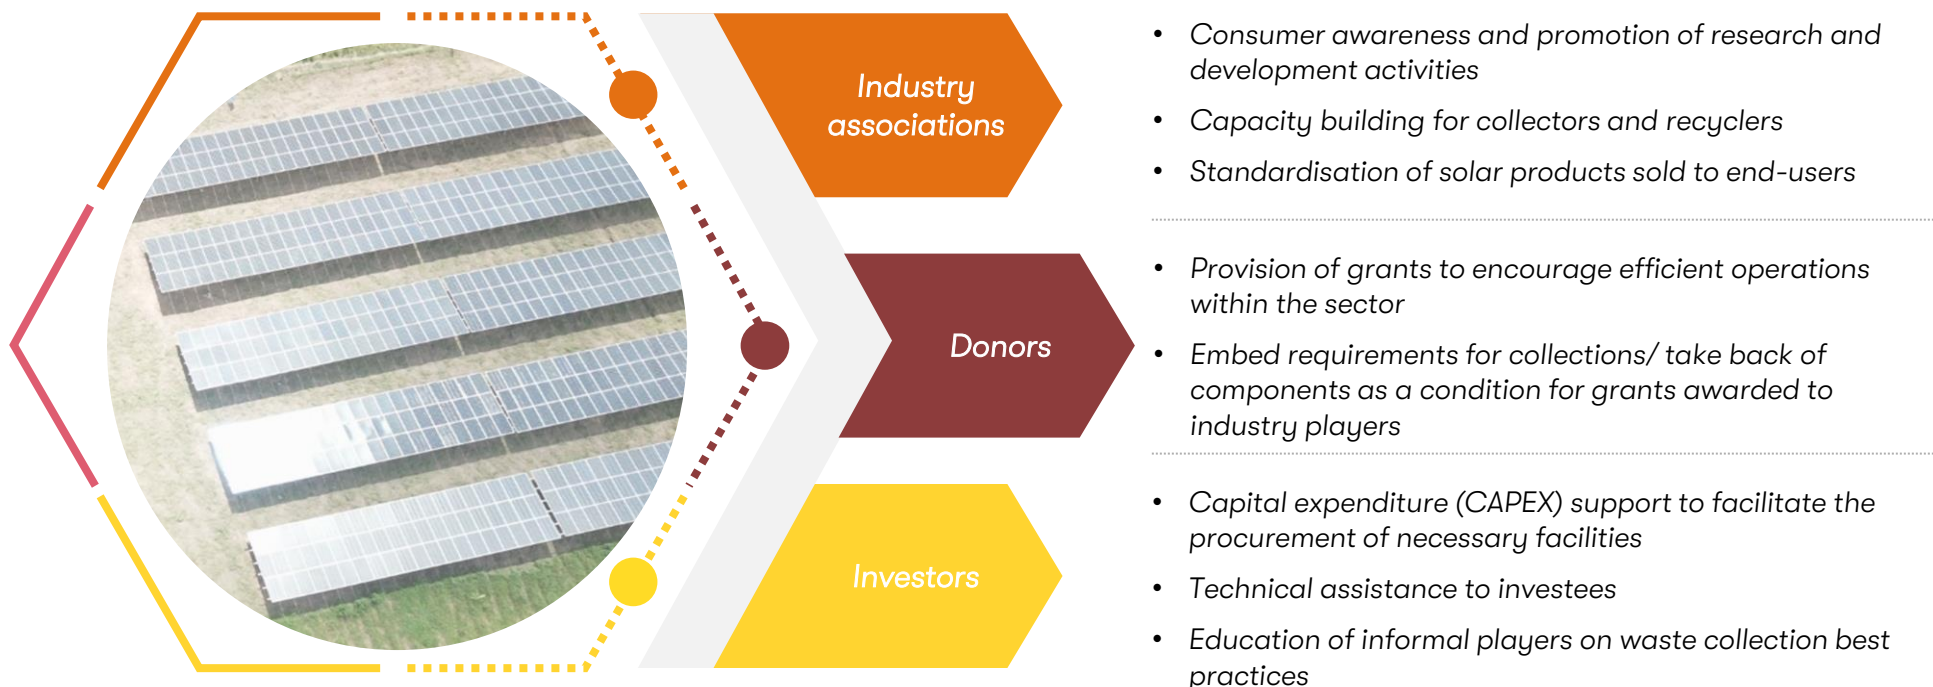 Industry
associations
• Consumer awareness and promotion of research and
development activities
• Capacity building for collectors and recyclers
• Standardisation of solar products sold to end-users
Donors
• Provision of grants to encourage efficient operations
within the sector
• Embed requirements for collections/ take back of
components as a condition for grants awarded to
industry players
Investors
• Capital expenditure (CAPEX) support to facilitate the
procurement of necessary facilities
• Technical assistance to investees
• Education of informal players on waste collection best
practices